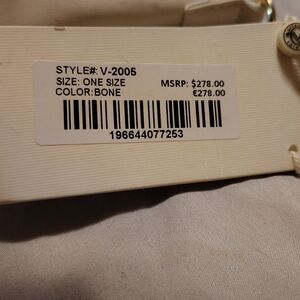 STYLE#: V-2005
SIZE: ONE SIZE MSRP: $278.00
COLOR:BONE €278.00
196644077253